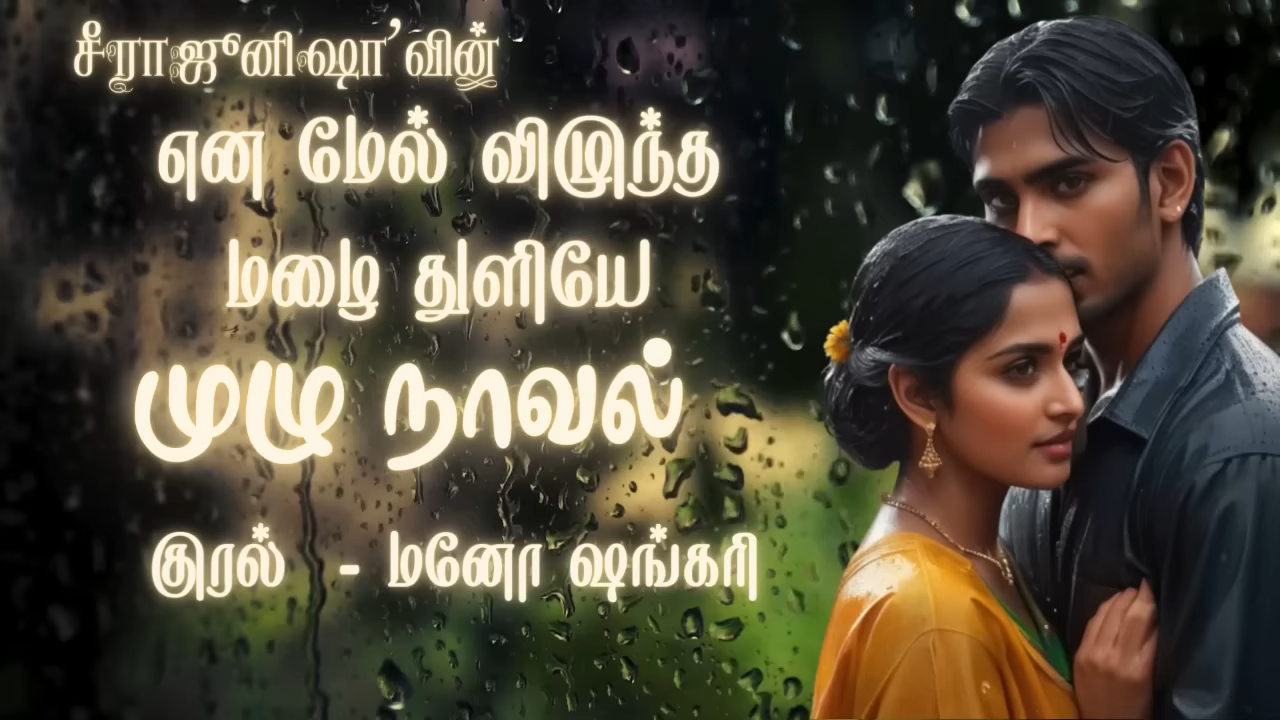 சீராஜூனிஷா'வின்
என மேல் விழுந்த
மழை துளியே
முழு நாவல்
குரல் - மனோ ஷங்கரி